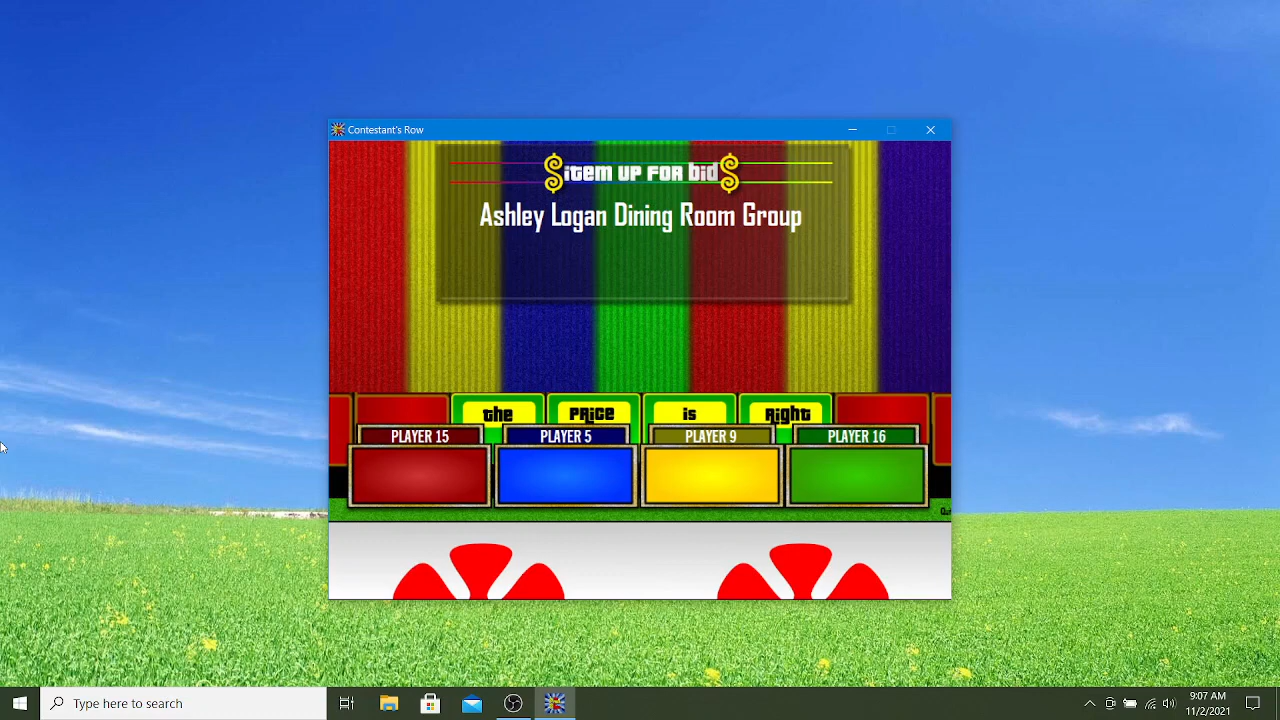 Contestant's Row
item up for bid
Ashley Logan Dining Room Group
the PRiCE is Right
PLAYER 15 PLAYER 5 PLAYER 9 PLAYER 16
Type here to search
9:07 AM
11/2/2021